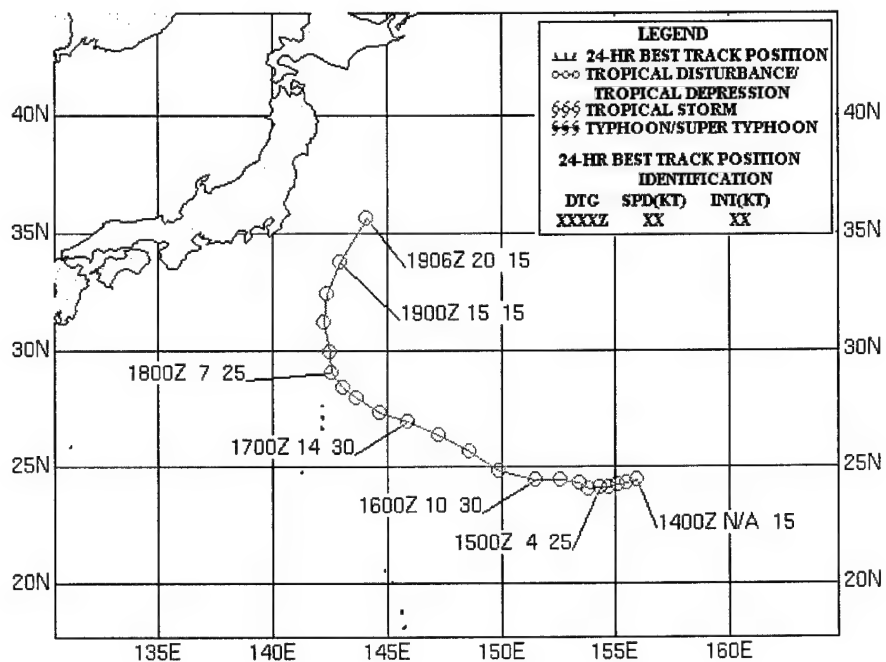 LEGEND
24-HR BEST TRACK POSITION
TROPICAL DISTURBANCE/
TROPICAL DEPRESSION
TROPICAL STORM
TYPHOON/SUPER TYPHOON
24-HR BEST TRACK POSITION
IDENTIFICATION
DTG SPD(KT) INT(KT)
XXXXZ XX XX
40N 40N
35N 35N
1906Z 20 15
1900Z 15 15
30N 30N
1800Z 7 25
1700Z 14 30
25N 25N
1600Z 10 30
1400Z N/A 15
1500Z 4 25
20N 20N
135E 140E 145E 150E 155E 160E